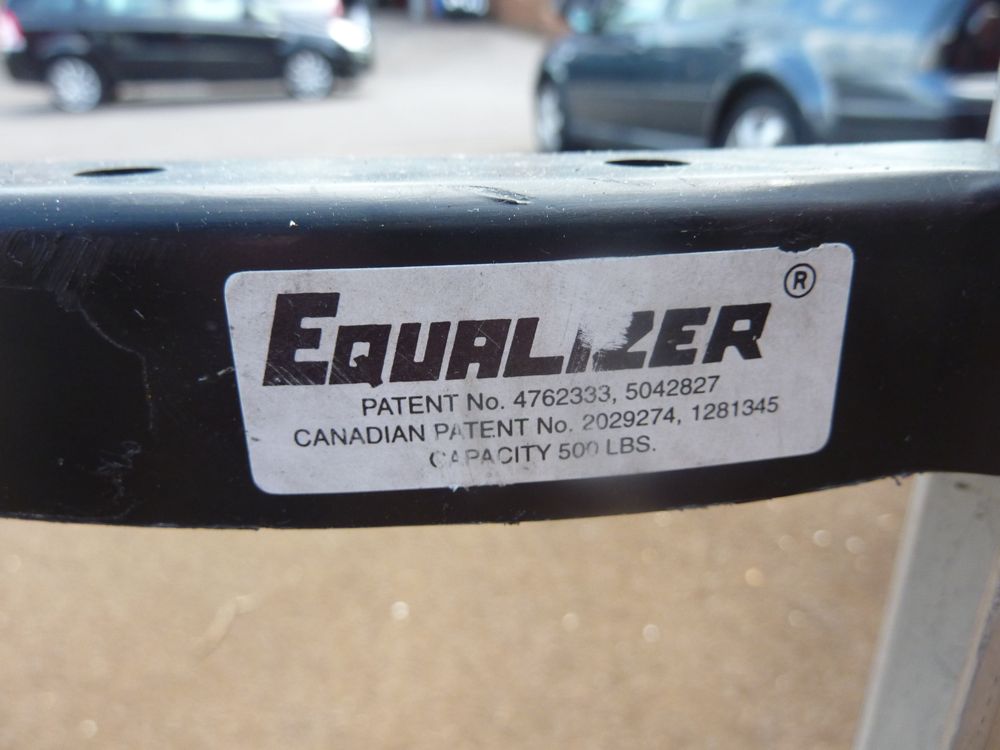 EQUALIZER ®
PATENT No. 4762333, 5042827
CANADIAN PATENT No. 2029274, 1281345
CAPACITY 500 LBS.